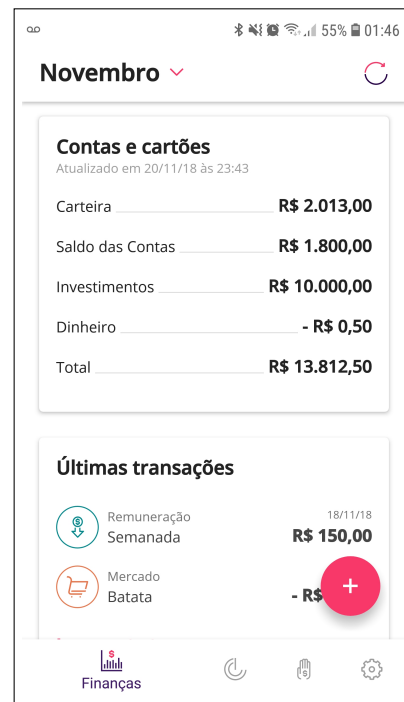 55% 01:46
Novembro
Contas e cartões
Atualizado em 20/11/18 às 23:43
Carteira R$ 2.013,00
Saldo das Contas R$ 1.800,00
Investimentos R$ 10.000,00
Dinheiro - R$ 0,50
Total R$ 13.812,50
Últimas transações
Remuneração 18/11/18
Semanada R$ 150,00
Mercado
Batata - R$
+
Finanças